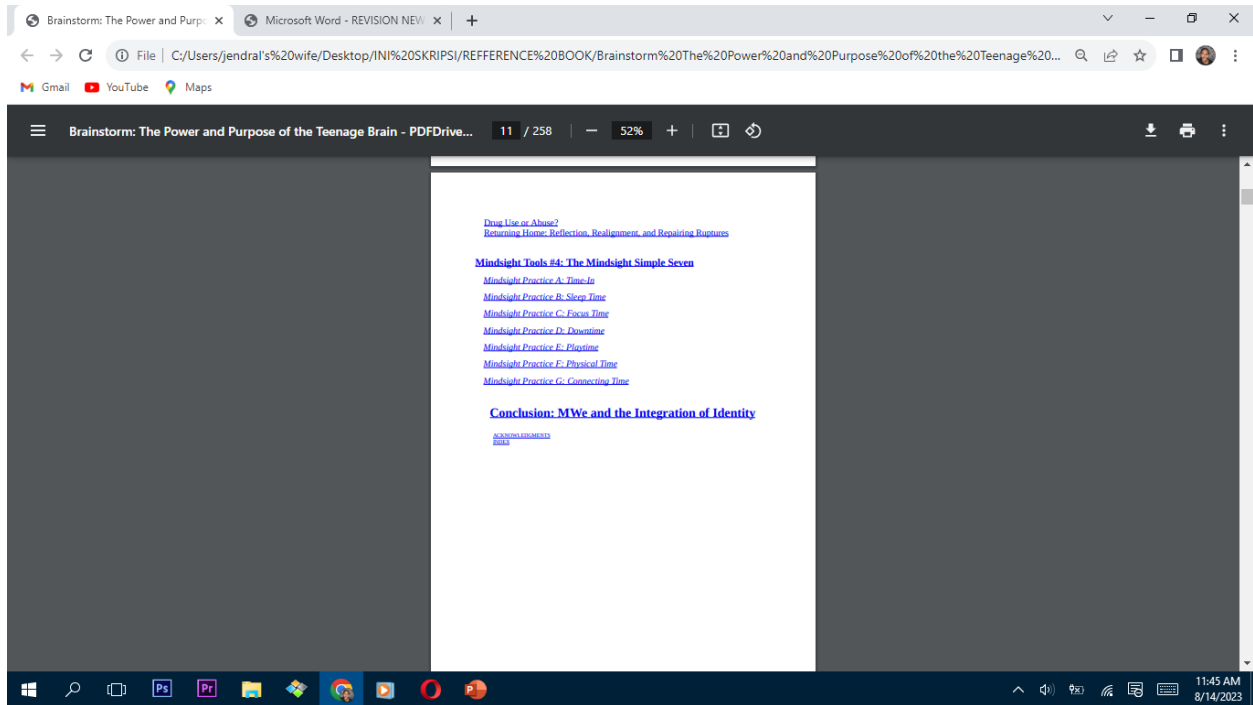 Brainstorm: The Power and Purpo
Microsoft Word - REVISION NEW
File
C:/Users/jendral's%20wife/Desktop/INI%20SKRIPSI/REFFERENCE%20BOOK/Brainstorm%20The%20Power%20and%20Purpose%20of%20the%20Teenage%20...
Gmail YouTube Maps
Brainstorm: The Power and Purpose of the Teenage Brain - PDFDrive... 11 / 258 52%
Drug Use or Abuse?
Returning Home: Reflection, Realignment, and Repairing Ruptures
Mindsight Tools #4: The Mindsight Simple Seven
Mindsight Practice A: Time-In
Mindsight Practice B: Sleep Time
Mindsight Practice C: Focus Time
Mindsight Practice D: Downtime
Mindsight Practice E: Playtime
Mindsight Practice F: Physical Time
Mindsight Practice G: Connecting Time
Conclusion: MWe and the Integration of Identity
ACKNOWLEDGMENTS
INDEX
Ps Pr
11:45 AM
8/14/2023